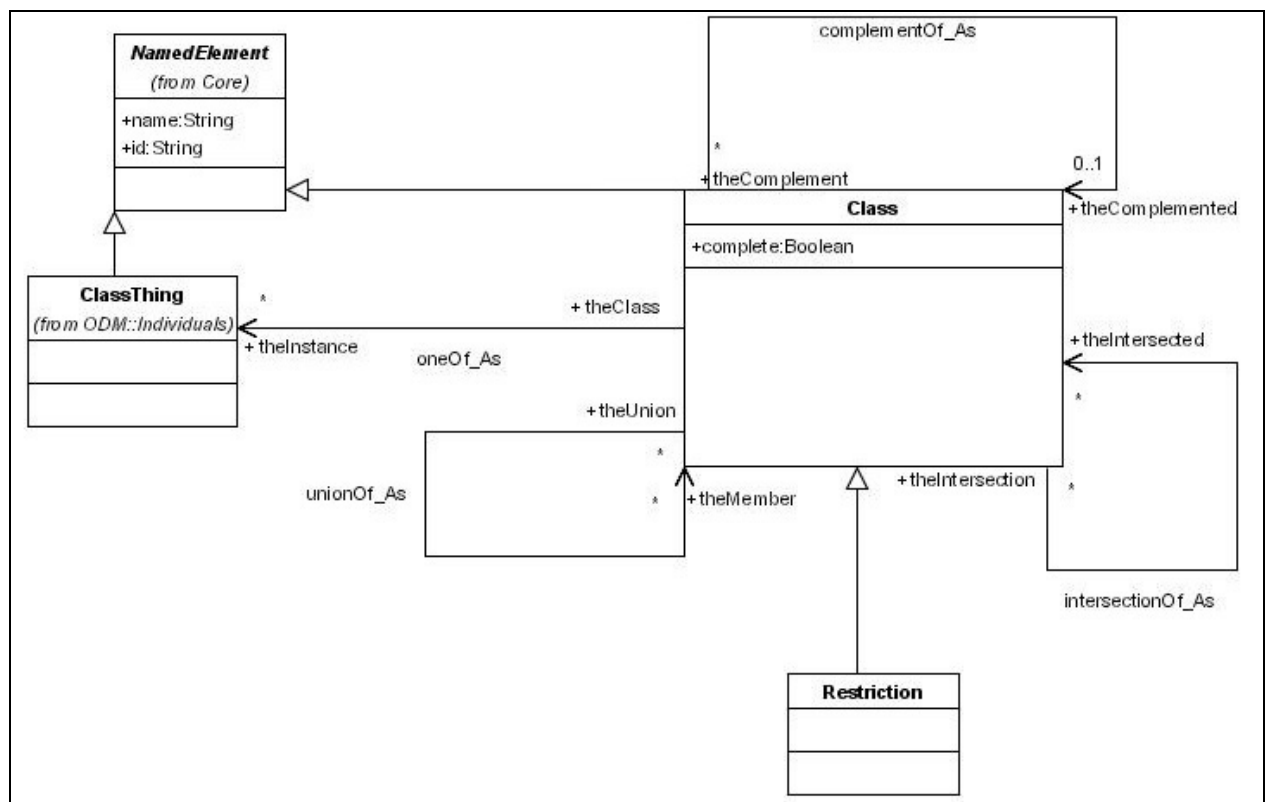 complementOf_As
NamedElement
(from Core)
+name:String
+id:String
*
0..1
+theComplement
+theComplemented
Class
+complete:Boolean
ClassThing
(from ODM::Individuals)
*
+theInstance
+theClass
oneOf_As
+theIntersected
*
+theUnion
*
unionOf_As
*
+theMember
+theIntersection
*
intersectionOf_As
Restriction